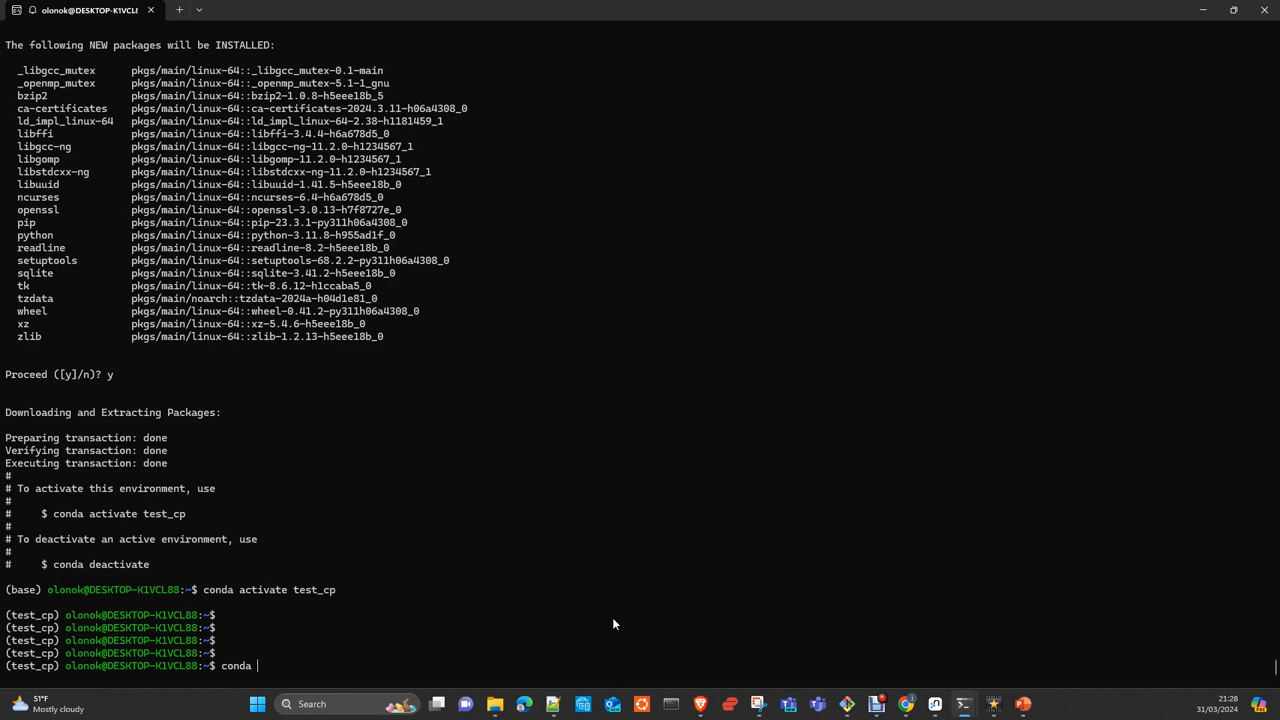 olonok@DESKTOP-K1VCL8
The following NEW packages will be INSTALLED:
_libgcc_mutex pkgs/main/linux-64::_libgcc_mutex-0.1-main
_openmp_mutex pkgs/main/linux-64::_openmp_mutex-5.1-1_gnu
bzip2 pkgs/main/linux-64::bzip2-1.0.8-h5eee18b_5
ca-certificates pkgs/main/linux-64::ca-certificates-2024.3.11-h06a4308_0
ld_impl_linux-64 pkgs/main/linux-64::ld_impl_linux-64-2.38-h1181459_1
libffi pkgs/main/linux-64::libffi-3.4.4-h6a678d5_0
libgcc-ng pkgs/main/linux-64::libgcc-ng-11.2.0-h1234567_1
libgomp pkgs/main/linux-64::libgomp-11.2.0-h1234567_1
libstdcxx-ng pkgs/main/linux-64::libstdcxx-ng-11.2.0-h1234567_1
libuuid pkgs/main/linux-64::libuuid-1.41.5-h5eee18b_0
ncurses pkgs/main/linux-64::ncurses-6.4-h6a678d5_0
openssl pkgs/main/linux-64::openssl-3.0.13-h7f8727e_0
pip pkgs/main/linux-64::pip-23.3.1-py311h06a4308_0
python pkgs/main/linux-64::python-3.11.8-h955ad1f_0
readline pkgs/main/linux-64::readline-8.2-h5eee18b_0
setuptools pkgs/main/linux-64::setuptools-68.2.2-py311h06a4308_0
sqlite pkgs/main/linux-64::sqlite-3.41.2-h5eee18b_0
tk pkgs/main/linux-64::tk-8.6.12-h1ccaba5_0
tzdata pkgs/main/noarch::tzdata-2024a-h04d1e81_0
wheel pkgs/main/linux-64::wheel-0.41.2-py311h06a4308_0
xz pkgs/main/linux-64::xz-5.4.6-h5eee18b_0
zlib pkgs/main/linux-64::zlib-1.2.13-h5eee18b_0
Proceed ([y]/n)? y
Downloading and Extracting Packages:
Preparing transaction: done
Verifying transaction: done
Executing transaction: done
#
# To activate this environment, use
#
# $ conda activate test_cp
#
# To deactivate an active environment, use
#
# $ conda deactivate
(base) olonok@DESKTOP-K1VCL88:~$ conda activate test_cp
(test_cp) olonok@DESKTOP-K1VCL88:~$
(test_cp) olonok@DESKTOP-K1VCL88:~$
(test_cp) olonok@DESKTOP-K1VCL88:~$
(test_cp) olonok@DESKTOP-K1VCL88:~$
(test_cp) olonok@DESKTOP-K1VCL88:~$ conda
51°F
Mostly cloudy
Search
21:28
31/03/2024